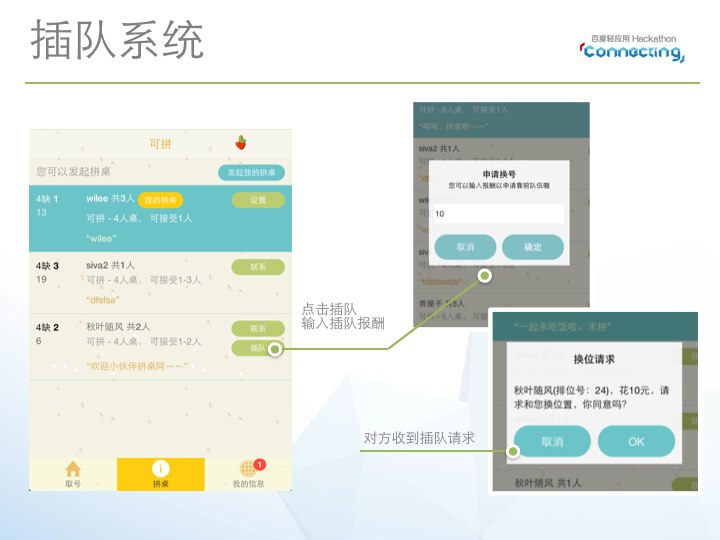 插队系统
百度轻应用 Hackathon
Connecting
可拼
您可以发起拼桌
发起我的拼桌
4缺 1
13
wilee 共3人
我的拼桌
设置
可拼 - 4人桌， 可接受1人
“wilee”
4缺 3
19
siva2 共1人
联系
可拼 - 4人桌， 可接受1-3人
“dfsfsa”
4缺 2
6
秋叶随风 共2人
联系
可拼 - 4人桌， 可接受1-2人
插队
“欢迎小伙伴拼桌阿～～”
取号
拼桌
1
我的信息
点击插队
输入插队报酬
可拼 - 6人桌， 可接受1人
“呵呵，拼桌啦～～”
siva2 共1人
申请换号
您可以输入报酬以申请靠前队伍喔
10
取消
确定
青崖子 共5人
可拼 - 6人桌， 可接受1人
对方收到插队请求
“一起来吃饭啦，求拼”
换位请求
秋叶随风(排位号：24)，花10元，请
求和您换位置，你同意吗?
取消
OK
秋叶随风 共1人